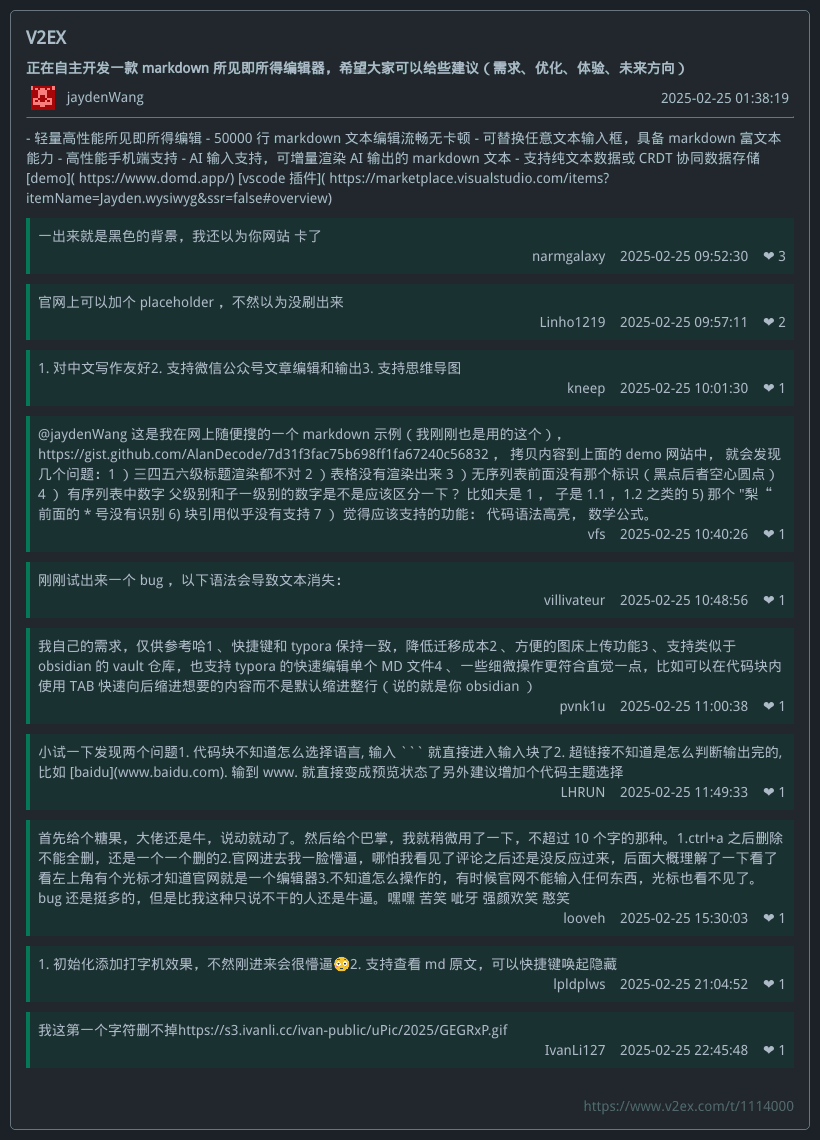 V2EX
正在自主开发一款 markdown 所见即所得编辑器，希望大家可以给些建议（需求、优化、体验、未来方向）
jaydenWang 2025-02-25 01:38:19
- 轻量高性能所见即所得编辑 - 50000 行 markdown 文本编辑流畅无卡顿 - 可替换任意文本输入框，具备 markdown 富文本
能力 - 高性能手机端支持 - AI 输入支持，可增量渲染 AI 输出的 markdown 文本 - 支持纯文本数据或 CRDT 协同数据存储
[demo]( https://www.domd.app/) [vscode 插件]( https://marketplace.visualstudio.com/items?
itemName=Jayden.wysiwyg&ssr=false#overview)
一出来就是黑色的背景，我还以为你网站 卡了
narmgalaxy 2025-02-25 09:52:30 ❤ 3
官网上可以加个 placeholder ，不然以为没刷出来
Linho1219 2025-02-25 09:57:11 ❤ 2
1. 对中文写作友好2. 支持微信公众号文章编辑和输出3. 支持思维导图
kneep 2025-02-25 10:01:30 ❤ 1
@jaydenWang 这是我在网上随便搜的一个 markdown 示例（我刚刚也是用的这个），
https://gist.github.com/AlanDecode/7d31f3fac75b698ff1fa67240c56832 ， 拷贝内容到上面的 demo 网站中， 就会发现
几个问题：1 ）三四五六级标题渲染都不对 2 ）表格没有渲染出来 3 ）无序列表前面没有那个标识（黑点后者空心圆点）
4 ） 有序列表中数字 父级别和子一级别的数字是不是应该区分一下？ 比如夫是 1 ， 子是 1.1 ，1.2 之类的 5) 那个 "梨“
前面的 * 号没有识别 6) 块引用似乎没有支持 7 ） 觉得应该支持的功能： 代码语法高亮， 数学公式。
vfs 2025-02-25 10:40:26 ❤ 1
刚刚试出来一个 bug ，以下语法会导致文本消失：
villivateur 2025-02-25 10:48:56 ❤ 1
我自己的需求，仅供参考哈1 、快捷键和 typora 保持一致，降低迁移成本2 、方便的图床上传功能3 、支持类似于
obsidian 的 vault 仓库，也支持 typora 的快速编辑单个 MD 文件4 、一些细微操作更符合直觉一点，比如可以在代码块内
使用 TAB 快速向后缩进想要的内容而不是默认缩进整行（说的就是你 obsidian ）
pvnk1u 2025-02-25 11:00:38 ❤ 1
小试一下发现两个问题1. 代码块不知道怎么选择语言, 输入 ``` 就直接进入输入块了2. 超链接不知道是怎么判断输出完的,
比如 [baidu](www.baidu.com). 输到 www. 就直接变成预览状态了另外建议增加个代码主题选择
LHRUN 2025-02-25 11:49:33 ❤ 1
首先给个糖果，大佬还是牛，说动就动了。然后给个巴掌，我就稍微用了一下，不超过 10 个字的那种。1.ctrl+a 之后删除
不能全删，还是一个一个删的2.官网进去我一脸懵逼，哪怕我看见了评论之后还是没反应过来，后面大概理解了一下看了
看左上角有个光标才知道官网就是一个编辑器3.不知道怎么操作的，有时候官网不能输入任何东西，光标也看不见了。
bug 还是挺多的，但是比我这种只说不干的人还是牛逼。嘿嘿 苦笑 呲牙 强颜欢笑 憨笑
looveh 2025-02-25 15:30:03 ❤ 1
1. 初始化添加打字机效果，不然刚进来会很懵逼😳2. 支持查看 md 原文，可以快捷键唤起隐藏
lpldplws 2025-02-25 21:04:52 ❤ 1
我这第一个字符删不掉https://s3.ivanli.cc/ivan-public/uPic/2025/GEGRxP.gif
IvanLi127 2025-02-25 22:45:48 ❤ 1
https://www.v2ex.com/t/1114000